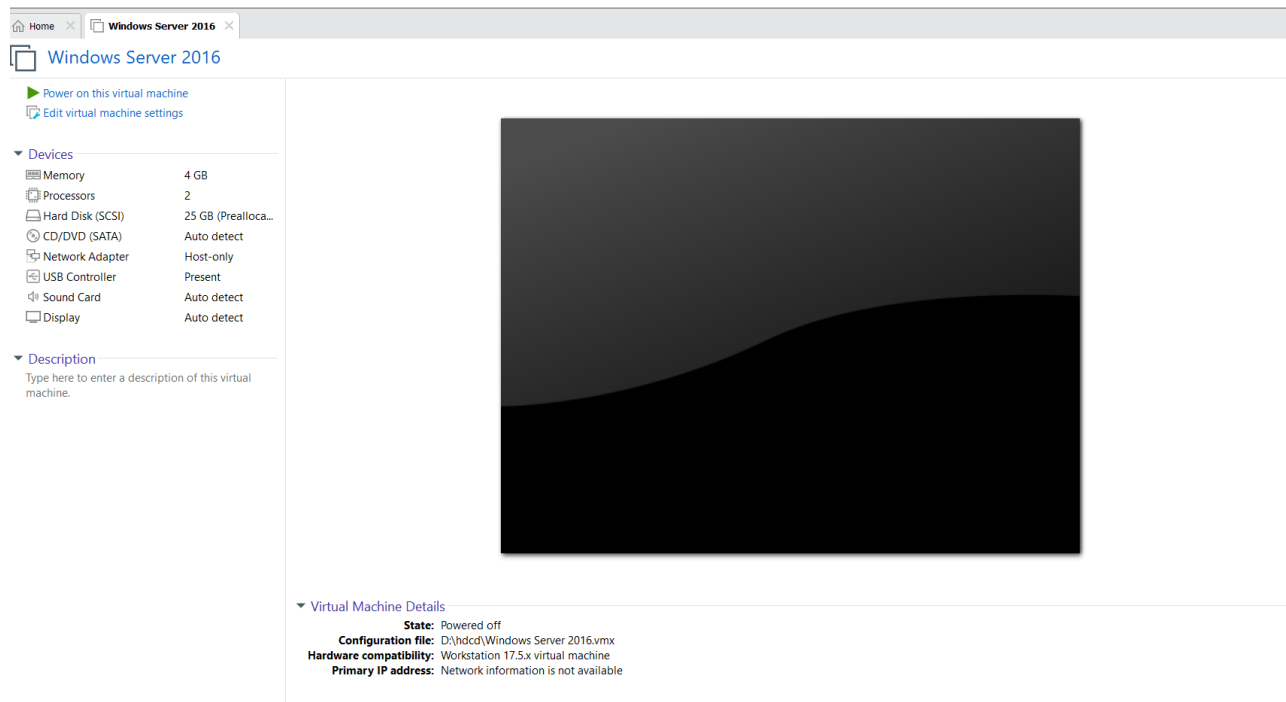 Home
Windows Server 2016
Windows Server 2016
Power on this virtual machine
Edit virtual machine settings
Devices
Memory 4 GB
Processors 2
Hard Disk (SCSI) 25 GB (Prealloca...
CD/DVD (SATA) Auto detect
Network Adapter Host-only
USB Controller Present
Sound Card Auto detect
Display Auto detect
Description
Type here to enter a description of this virtual
machine.
Virtual Machine Details
State: Powered off
Configuration file: D:\hdcd\Windows Server 2016.vmx
Hardware compatibility: Workstation 17.5.x virtual machine
Primary IP address: Network information is not available